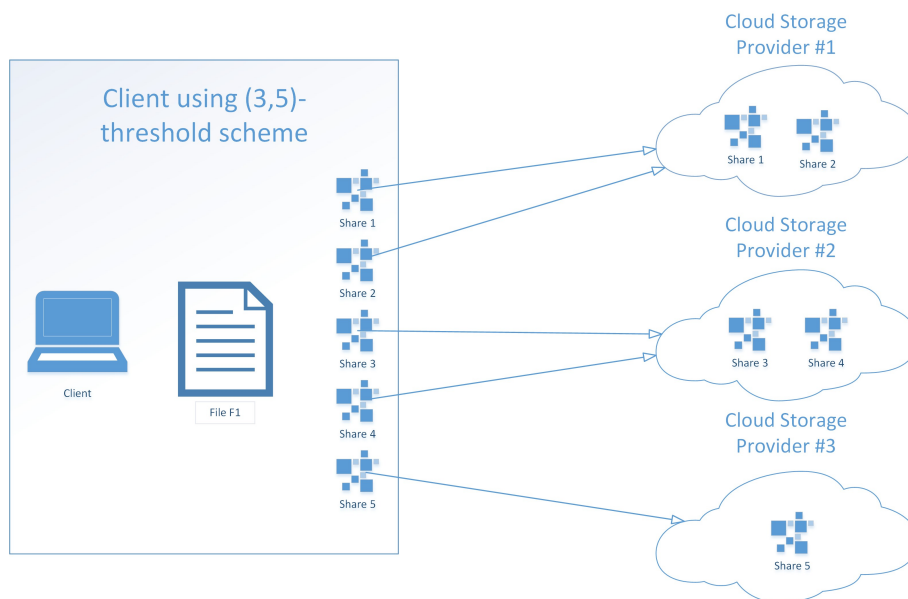 Client using (3,5)-
threshold scheme
Client
File F1
Share 1
Share 2
Share 3
Share 4
Share 5
Cloud Storage
Provider #1
Share 1
Share 2
Cloud Storage
Provider #2
Share 3
Share 4
Cloud Storage
Provider #3
Share 5